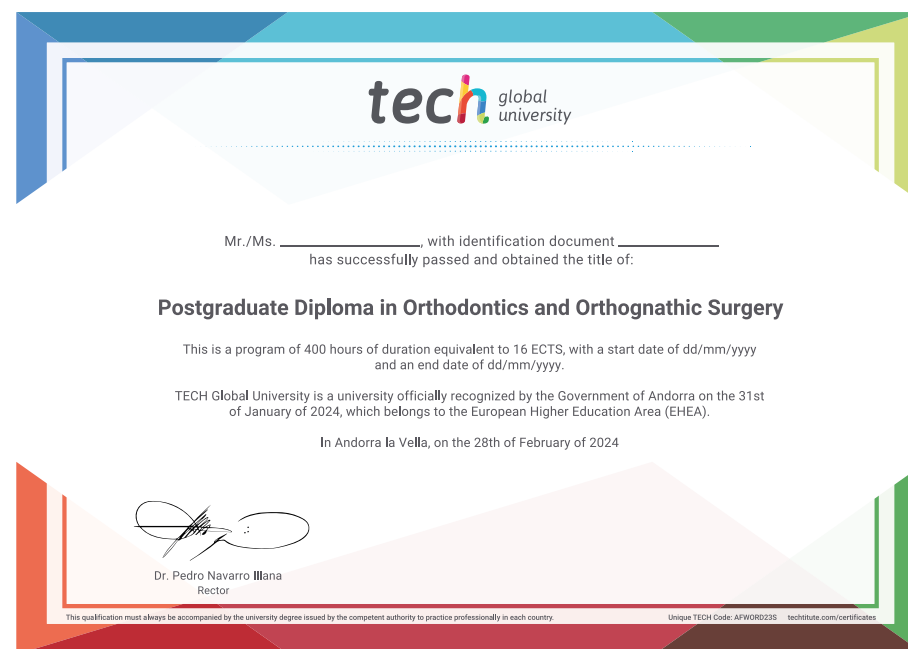 tech global
university
Mr./Ms. ____________, with identification document ____________
has successfully passed and obtained the title of:
Postgraduate Diploma in Orthodontics and Orthognathic Surgery
This is a program of 400 hours of duration equivalent to 16 ECTS, with a start date of dd/mm/yyyy
and an end date of dd/mm/yyyy.
TECH Global University is a university officially recognized by the Government of Andorra on the 31st
of January of 2024, which belongs to the European Higher Education Area (EHEA).
In Andorra la Vella, on the 28th of February of 2024
Dr. Pedro Navarro Illana
Rector
This qualification must always be accompanied by the university degree issued by the competent authority to practice professionally in each country. Unique TECH Code: AFWORD23S techtitute.com/certificates